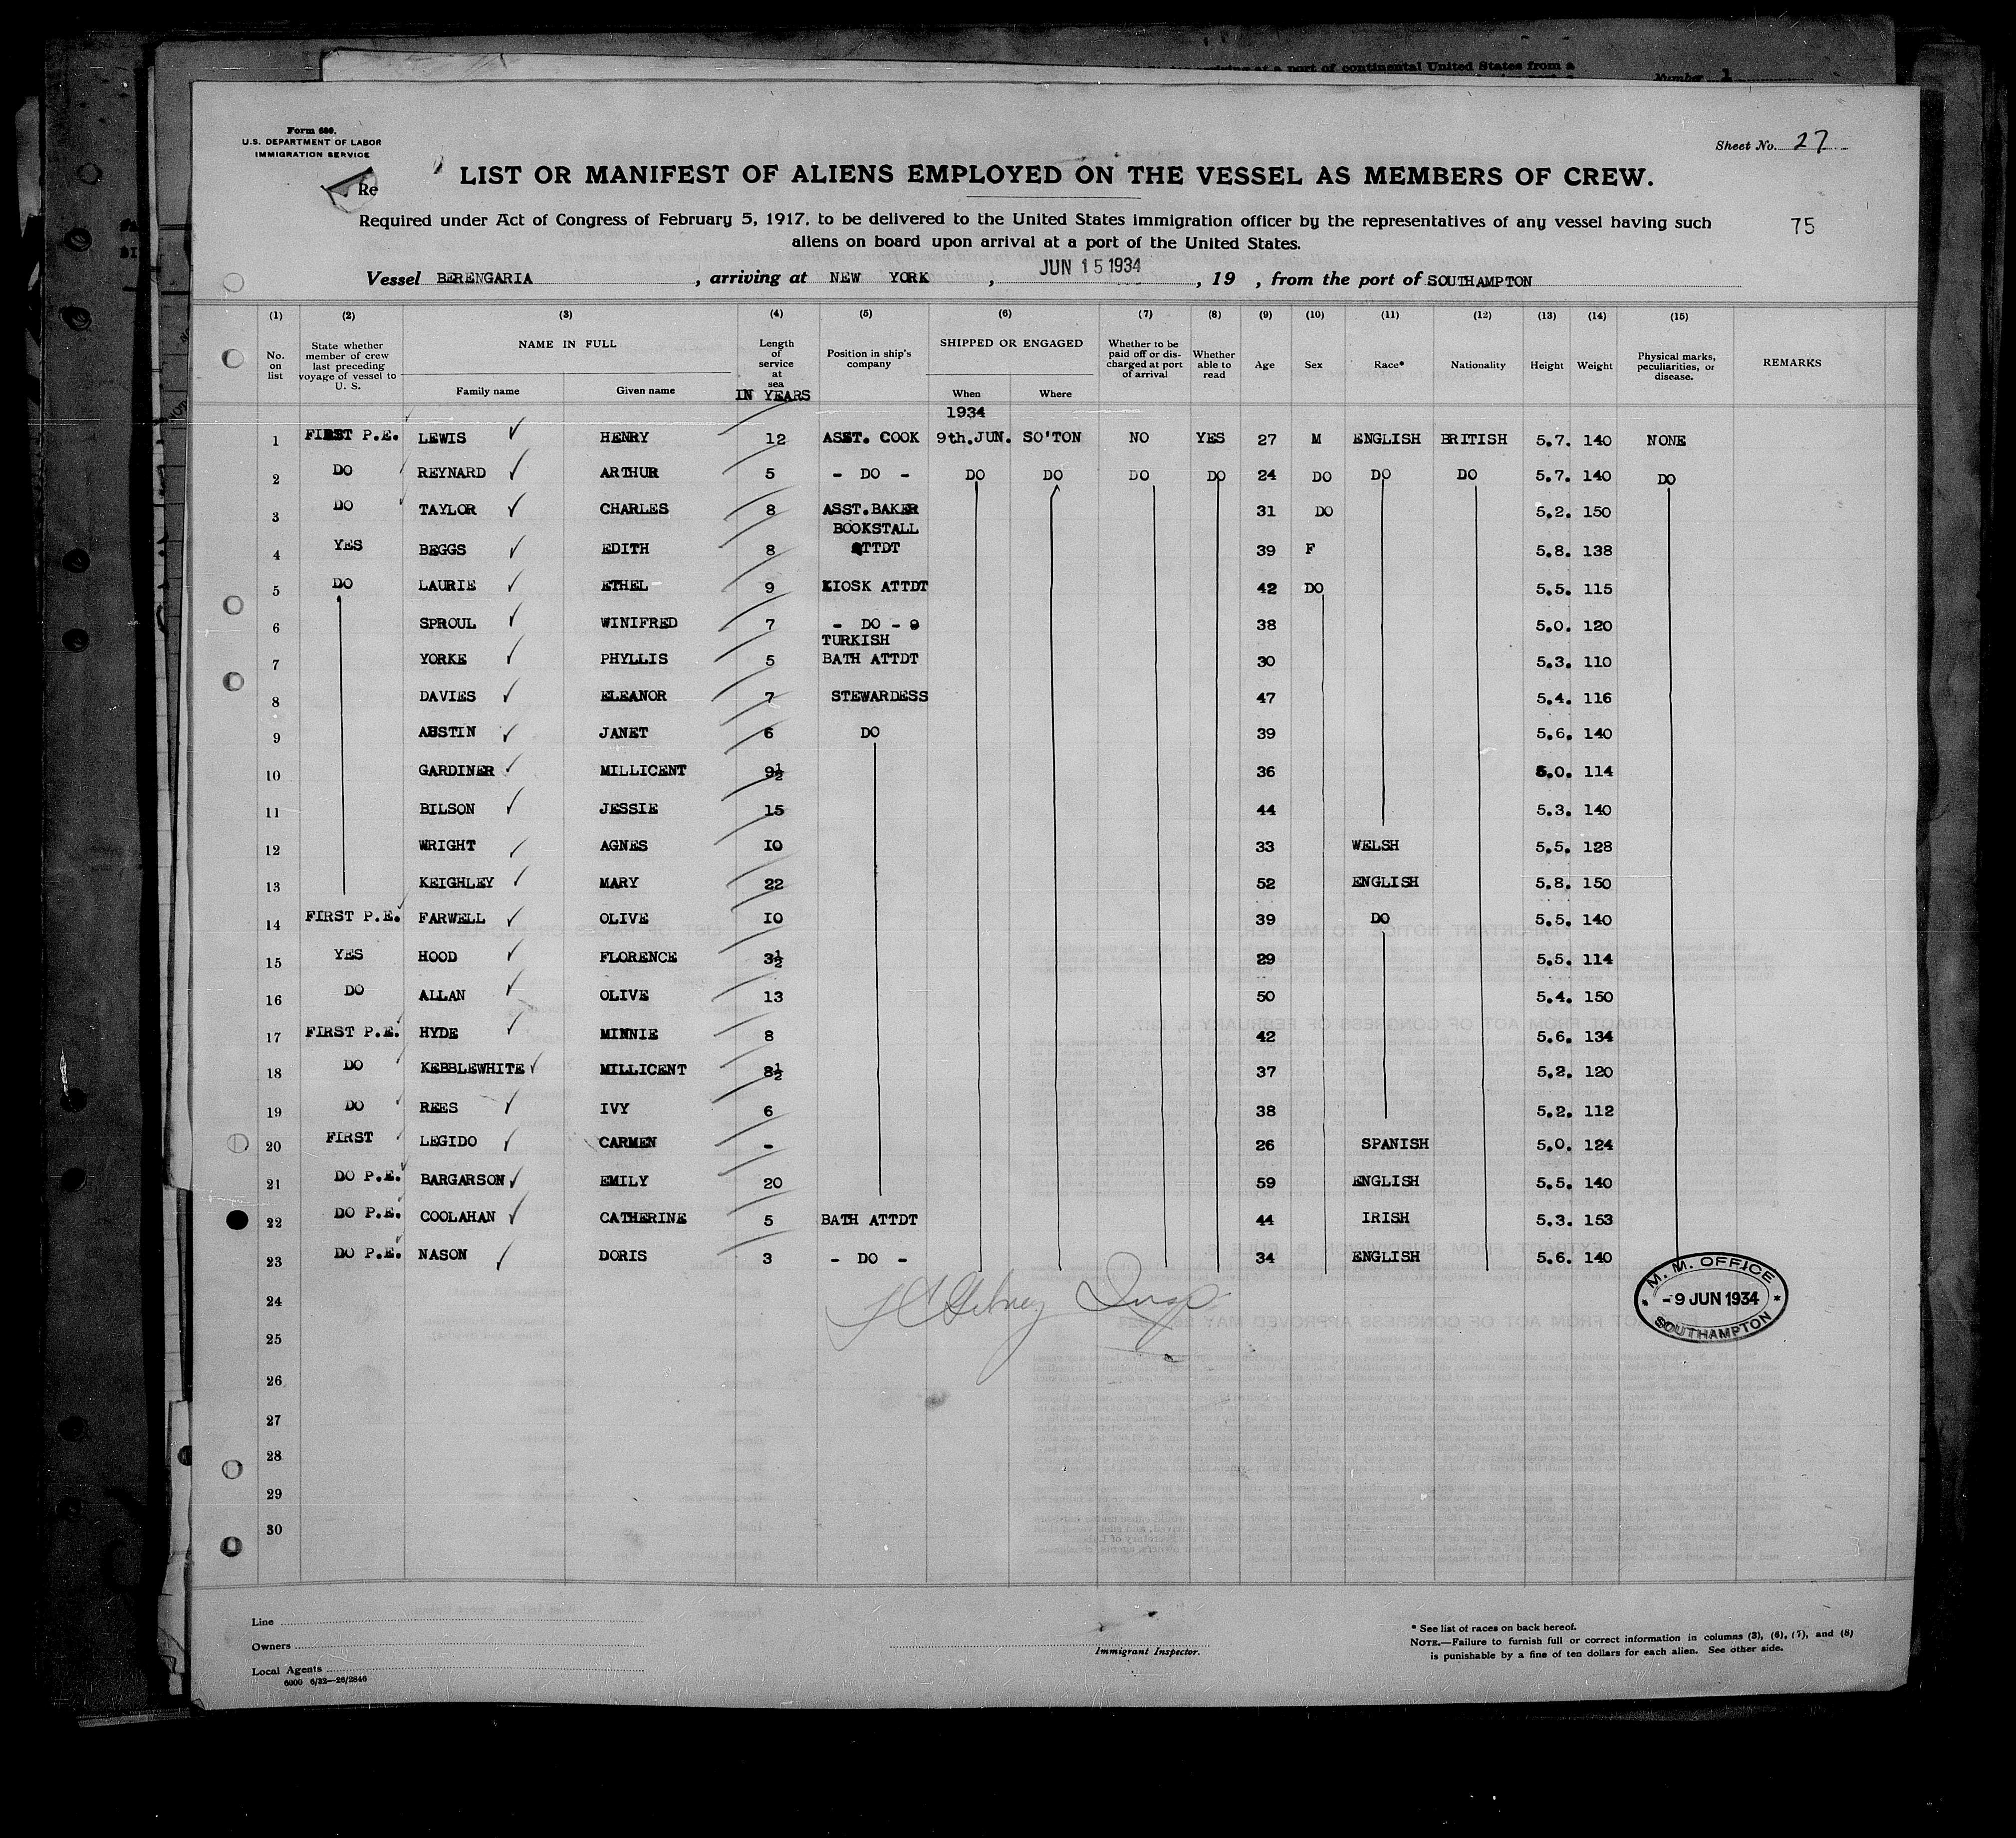 continental United States from a
Number 1
Form 680.
U.S. DEPARTMENT OF LABOR
IMMIGRATION SERVICE
Sheet No. 27
Re
LIST OR MANIFEST OF ALIENS EMPLOYED ON THE VESSEL AS MEMBERS OF CREW.
Required under Act of Congress of February 5, 1917, to be delivered to the United States immigration officer by the representatives of any vessel having such
aliens on board upon arrival at a port of the United States.
75
Vessel BERENGARIA , arriving at NEW YORK , JUN 15 1934 , 19 , from the port of SOUTHAMPTON
(1) (2) (3) (4) (5) (6) (7) (8) (9) (10) (11) (12) (13) (14) (15)
No. on list
State whether member of crew last preceding voyage of vessel to U. S.
NAME IN FULL
Family name Given name
Length of service at sea
IN YEARS
Position in ship's company
SHIPPED OR ENGAGED
When Where
Whether to be paid off or discharged at port of arrival
Whether able to read
Age Sex Race* Nationality Height Weight
Physical marks, peculiarities, or disease.
REMARKS
1934
1 FIRST P.E. LEWIS HENRY 12 ASST. COOK 9th.JUN. SO'TON NO YES 27 M ENGLISH BRITISH 5.7. 140 NONE
2 DO REYNARD ARTHUR 5 - DO - DO DO DO DO 24 DO DO DO 5.7. 140 DO
3 DO TAYLOR CHARLES 8 ASST.BAKER 31 DO 5.2. 150
4 YES BEGGS EDITH 8 BOOKSTALL ATTDT 39 F 5.8. 138
5 DO LAURIE ETHEL 9 KIOSK ATTDT 42 DO 5.5. 115
6 SPROUL WINIFRED 7 - DO - 38 5.0. 120
7 YORKE PHYLLIS 5 TURKISH BATH ATTDT 30 5.3. 110
8 DAVIES ELEANOR 7 STEWARDESS 47 5.4. 116
9 AUSTIN JANET 6 DO 39 5.6. 140
10 GARDINER MILLICENT 9½ 36 5.0. 114
11 BILSON JESSIE 15 44 5.3. 140
12 WRIGHT AGNES 10 33 WELSH 5.5. 128
13 KEIGHLEY MARY 22 52 ENGLISH 5.8. 150
14 FIRST P.E. FARWELL OLIVE 10 39 DO 5.5. 140
15 YES HOOD FLORENCE 3½ 29 5.5. 114
16 DO ALLAN OLIVE 13 50 5.4. 150
17 FIRST P.E. HYDE MINNIE 8 42 5.6. 134
18 DO KEBBLEWHITE MILLICENT 8½ 37 5.2. 120
19 DO REES IVY 6 38 5.2. 112
20 FIRST LEGIDO CARMEN - 26 SPANISH 5.0. 124
21 DO P.E. BARGARSON EMILY 20 59 ENGLISH 5.5. 140
22 DO P.E. COOLAHAN CATHERINE 5 BATH ATTDT 44 IRISH 5.3. 153
23 DO P.E. NASON DORIS 3 - DO - 34 ENGLISH 5.6. 140
24
25
26
27
28
29
30
M. M. OFFICE
- 9 JUN 1934 *
SOUTHAMPTON
Line
Owners
Local Agents
6000 6/32—26/2846
Immigrant Inspector.
* See list of races on back hereof.
NOTE.—Failure to furnish full or correct information in columns (3), (6), (7), and (8)
is punishable by a fine of ten dollars for each alien. See other side.